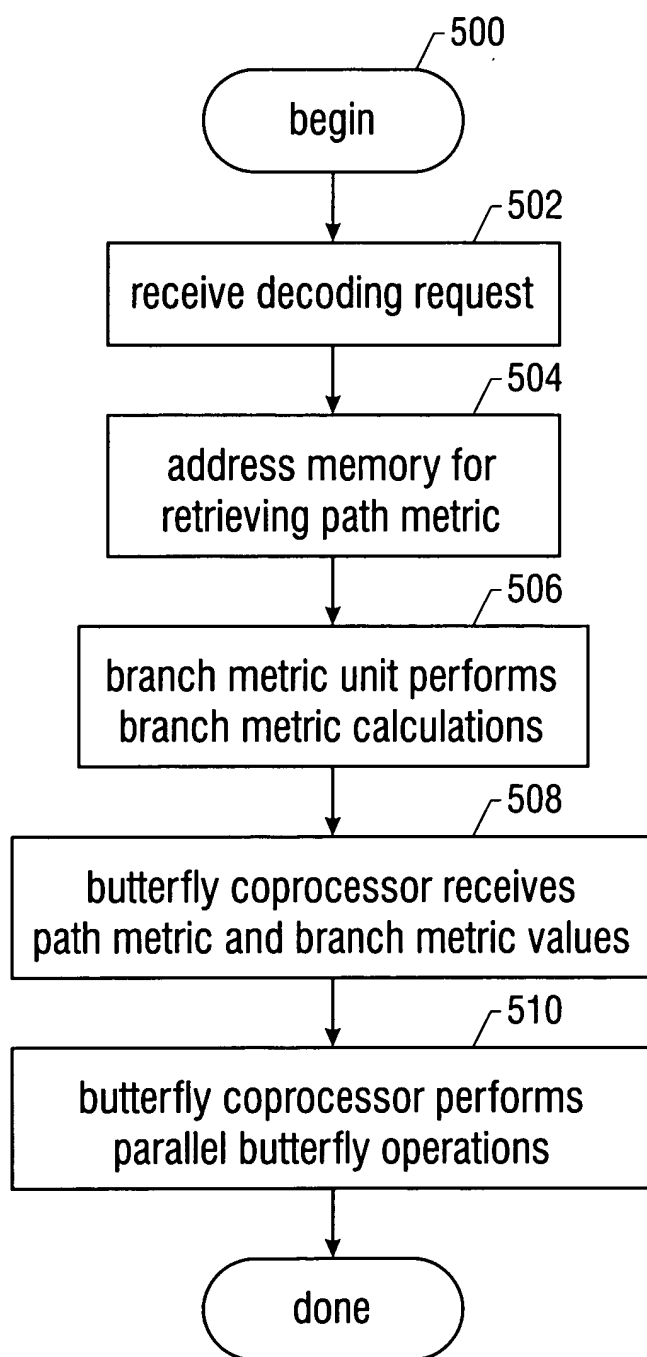 500
begin
502
receive decoding request
504
address memory for
retrieving path metric
506
branch metric unit performs
branch metric calculations
508
butterfly coprocessor receives
path metric and branch metric values
510
butterfly coprocessor performs
parallel butterfly operations
done